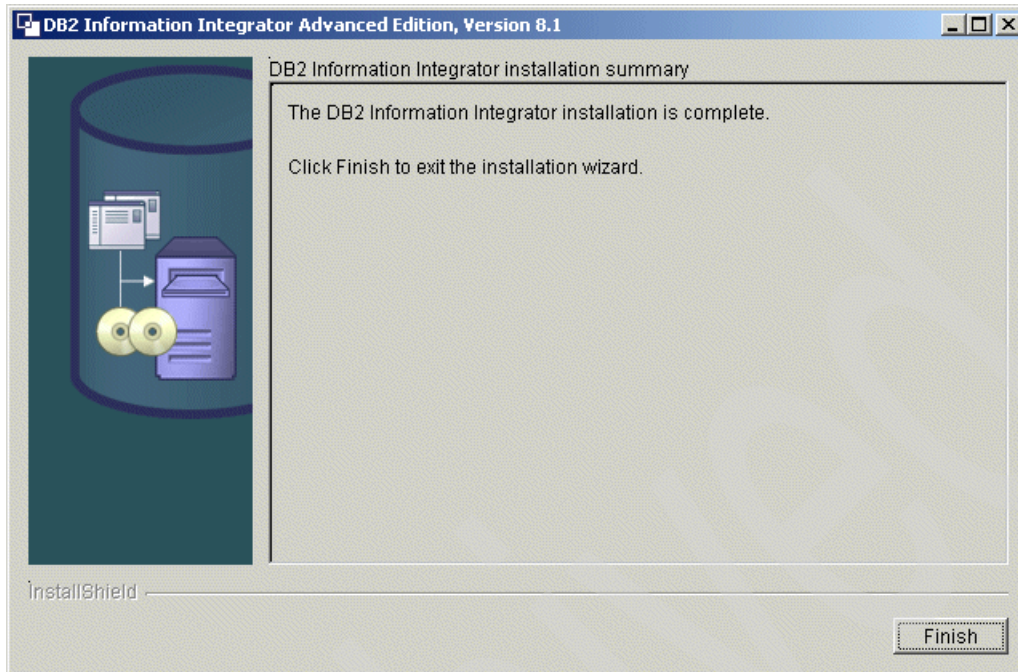 DB2 Information Integrator Advanced Edition, Version 8.1
DB2 Information Integrator installation summary
The DB2 Information Integrator installation is complete.
Click Finish to exit the installation wizard.
InstallShield
Finish